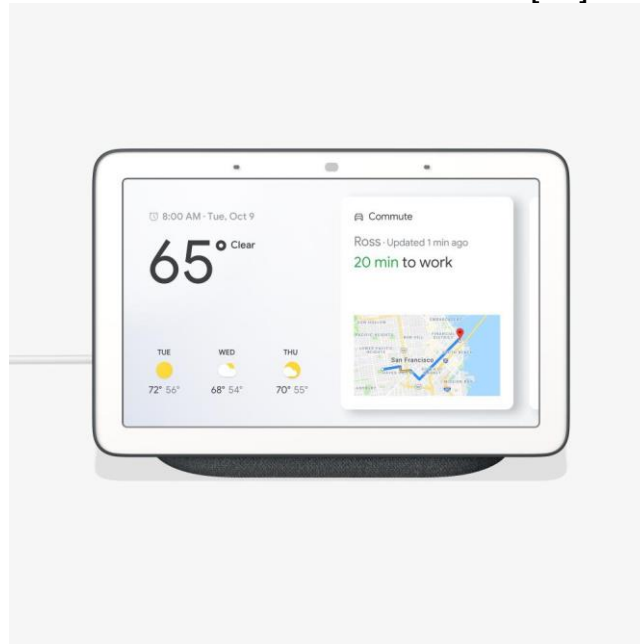 8:00 AM · Tue, Oct 9
65° Clear
TUE WED THU
72° 56° 68° 54° 70° 55°
Commute
Ross · Updated 1 min ago
20 min to work
San Francisco